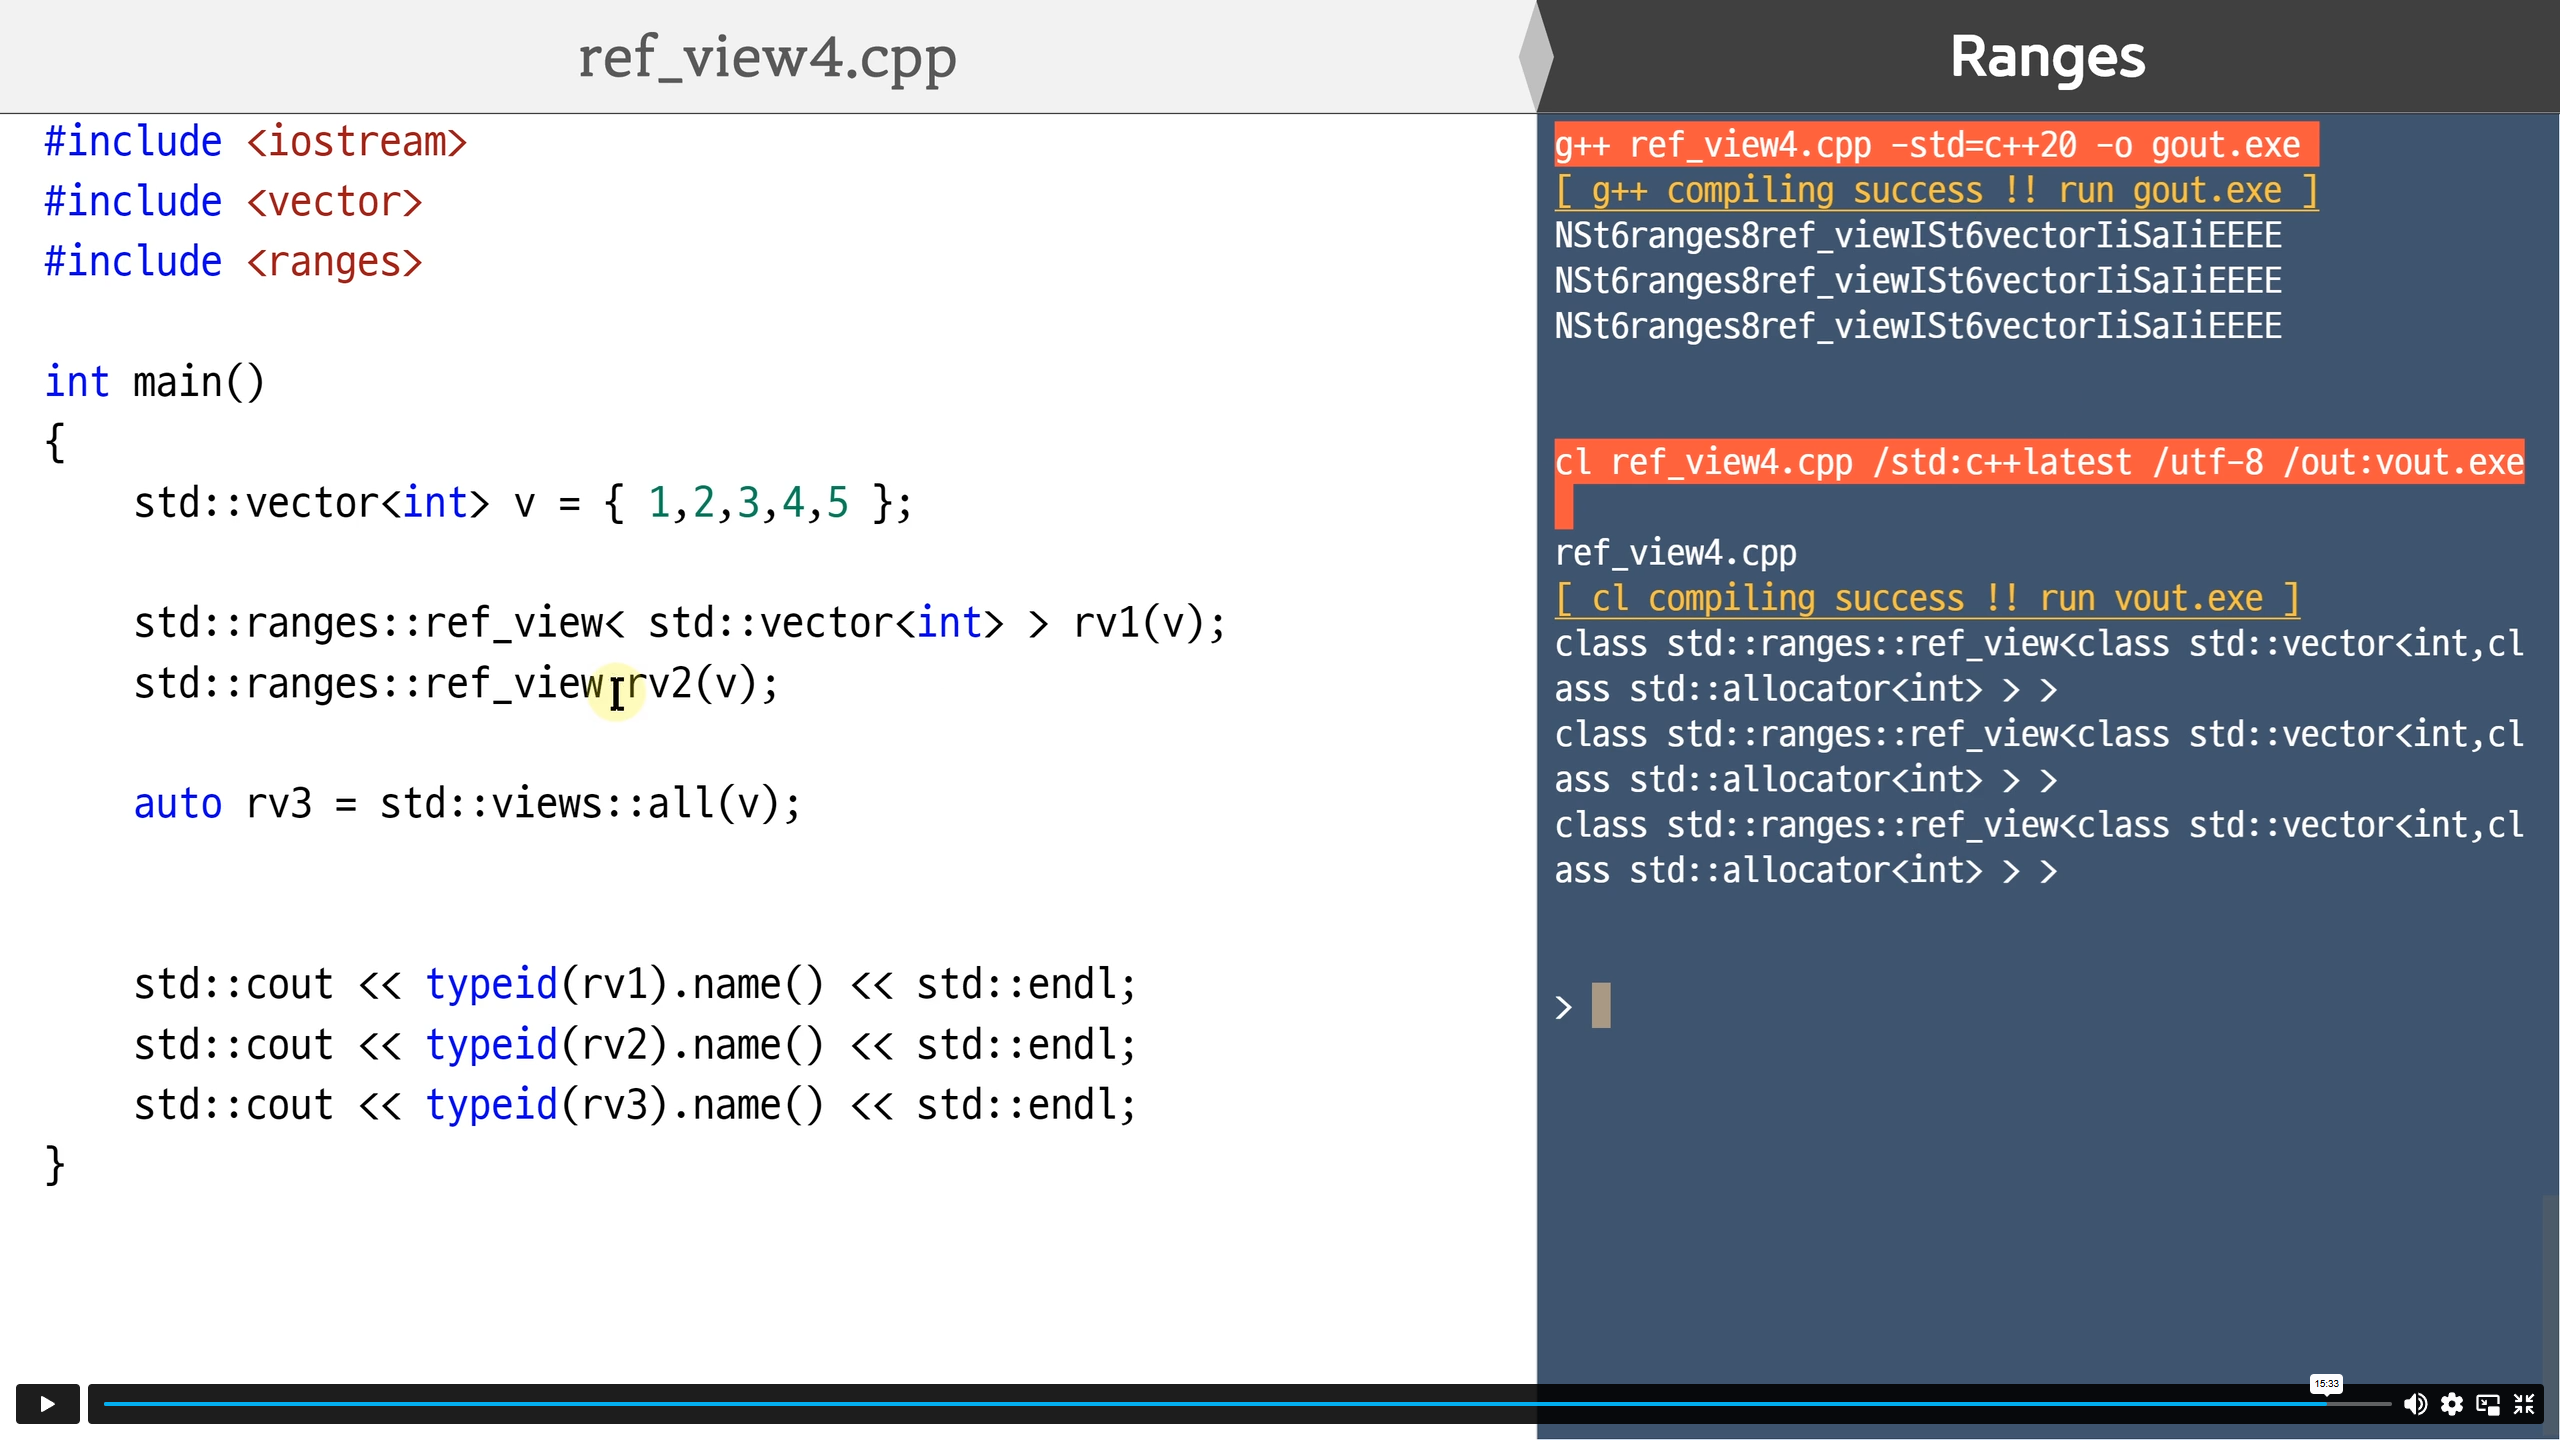 ref_view4.cpp
#include <iostream>
#include <vector>
#include <ranges>
int main()
{
    std::vector<int> v = { 1,2,3,4,5 };
    std::ranges::ref_view< std::vector<int> > rv1(v);
    std::ranges::ref_view rv2(v);
    auto rv3 = std::views::all(v);
    std::cout << typeid(rv1).name() << std::endl;
    std::cout << typeid(rv2).name() << std::endl;
    std::cout << typeid(rv3).name() << std::endl;
}
Ranges
g++ ref_view4.cpp -std=c++20 -o gout.exe
[ g++ compiling success !! run gout.exe ]
NSt6ranges8ref_viewISt6vectorIiSaIiEEEE
NSt6ranges8ref_viewISt6vectorIiSaIiEEEE
NSt6ranges8ref_viewISt6vectorIiSaIiEEEE
cl ref_view4.cpp /std:c++latest /utf-8 /out:vout.exe
ref_view4.cpp
[ cl compiling success !! run vout.exe ]
class std::ranges::ref_view<class std::vector<int,cl
ass std::allocator<int> > >
class std::ranges::ref_view<class std::vector<int,cl
ass std::allocator<int> > >
class std::ranges::ref_view<class std::vector<int,cl
ass std::allocator<int> > >
>
15:33